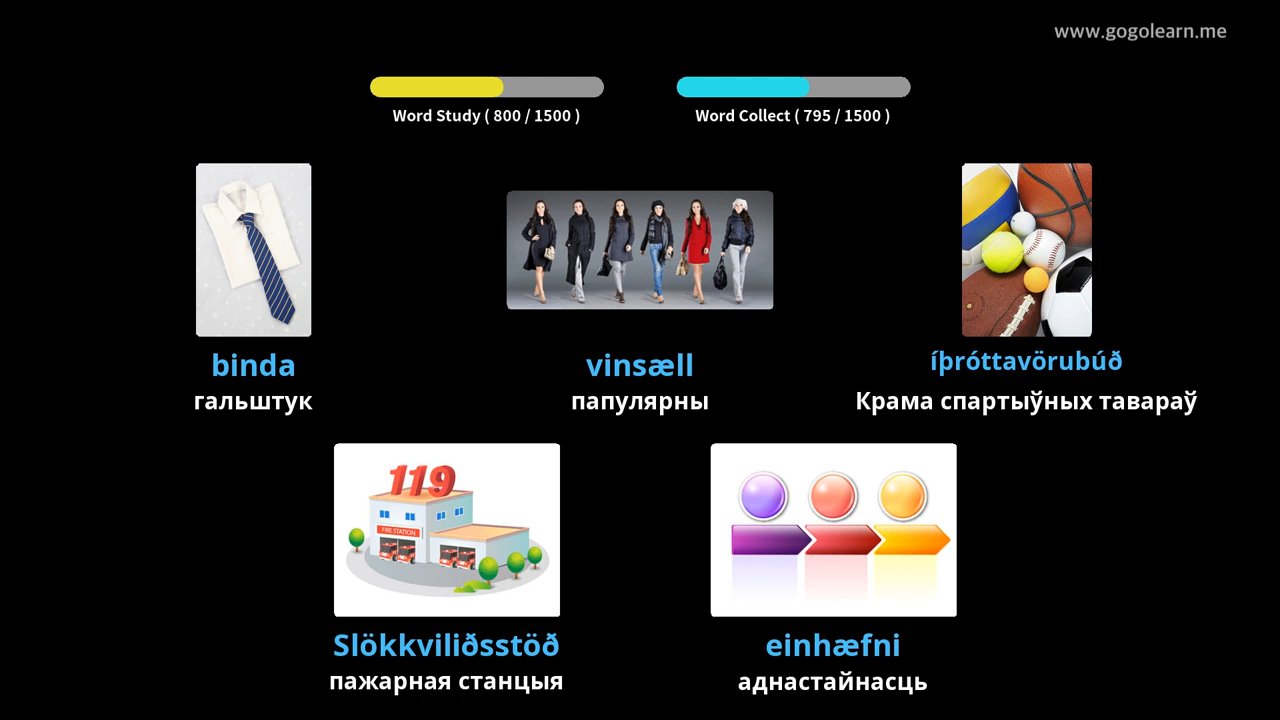 www.gogolearn.me
Word Study ( 800 / 1500 )
Word Collect ( 795 / 1500 )
binda
гальштук
vinsæll
папулярны
íþróttavörubúð
Крама спартыўных тавараў
119
FIRE STATION
Slökkviliðsstöð
пажарная станцыя
einhæfni
аднастайнасць